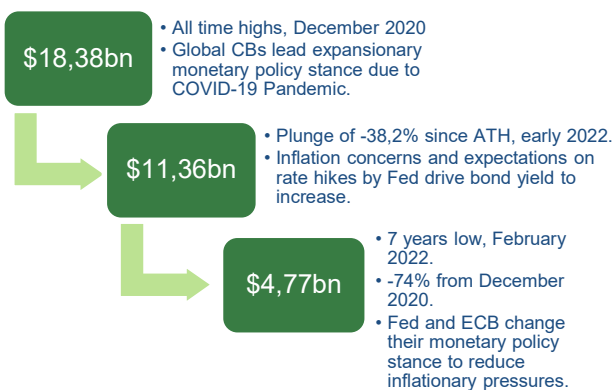 $18,38bn
• All time highs, December 2020
• Global CBs lead expansionary
monetary policy stance due to
COVID-19 Pandemic.
$11,36bn
• Plunge of -38,2% since ATH, early 2022.
• Inflation concerns and expectations on
rate hikes by Fed drive bond yield to
increase.
$4,77bn
• 7 years low, February
2022.
• -74% from December
2020.
• Fed and ECB change
their monetary policy
stance to reduce
inflationary pressures.